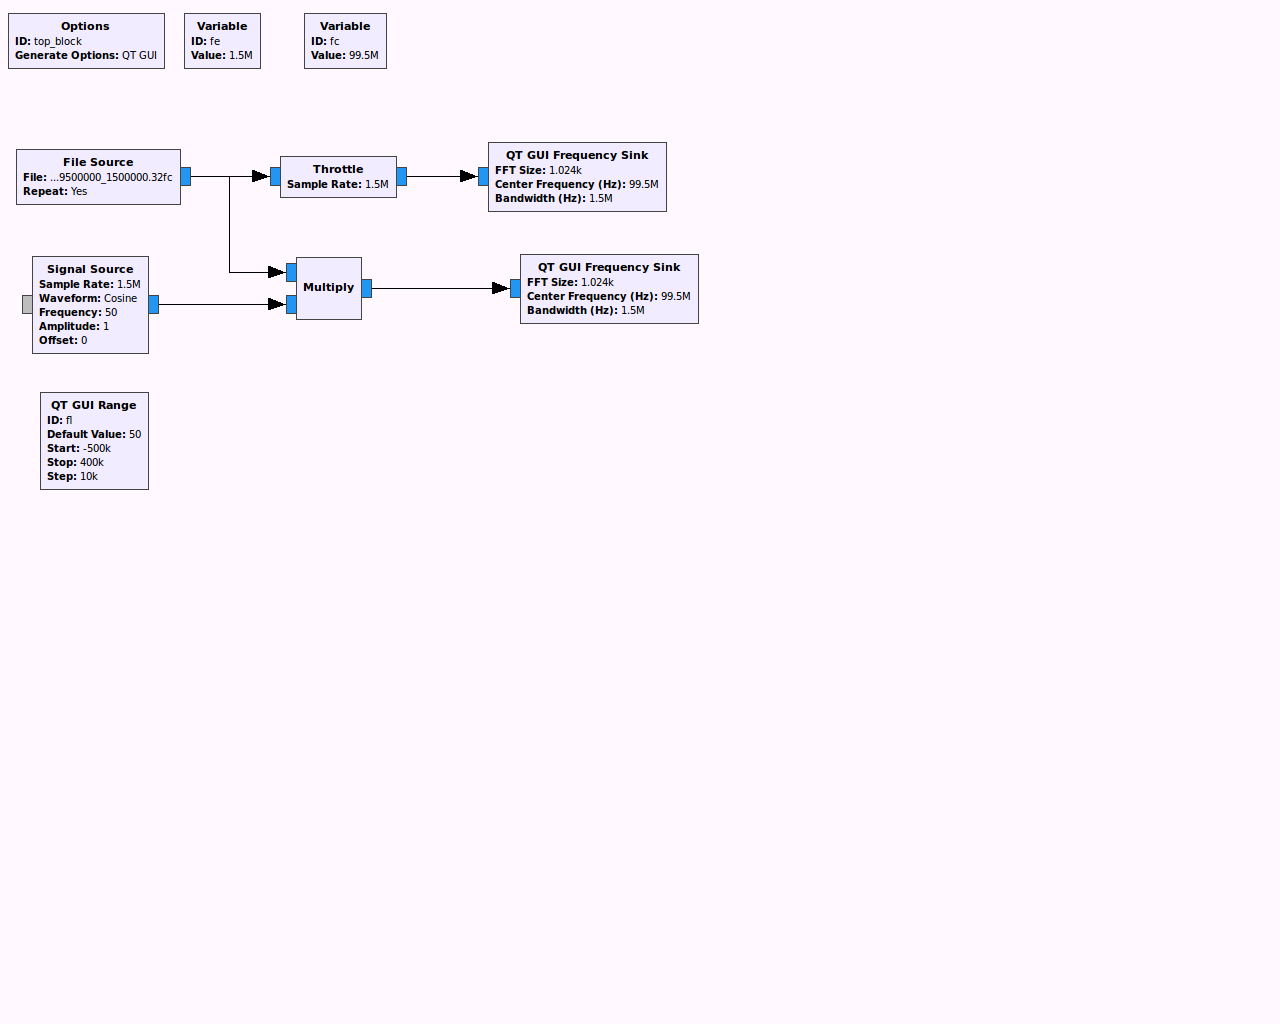 Options
ID: top_block
Generate Options: QT GUI
Variable
ID: fe
Value: 1.5M
Variable
ID: fc
Value: 99.5M
File Source
File: ...9500000_1500000.32fc
Repeat: Yes
Throttle
Sample Rate: 1.5M
QT GUI Frequency Sink
FFT Size: 1.024k
Center Frequency (Hz): 99.5M
Bandwidth (Hz): 1.5M
Signal Source
Sample Rate: 1.5M
Waveform: Cosine
Frequency: 50
Amplitude: 1
Offset: 0
Multiply
QT GUI Frequency Sink
FFT Size: 1.024k
Center Frequency (Hz): 99.5M
Bandwidth (Hz): 1.5M
QT GUI Range
ID: fl
Default Value: 50
Start: -500k
Stop: 400k
Step: 10k